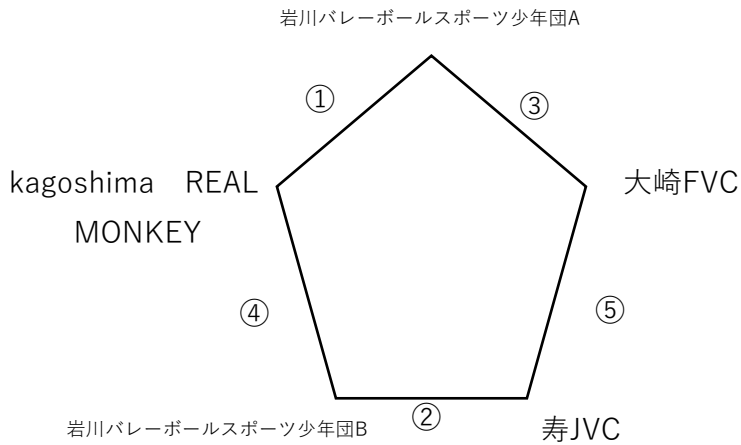 岩川バレーボールスポーツ少年団A
①
③
kagoshima　REAL
MONKEY
大崎FVC
④
⑤
岩川バレーボールスポーツ少年団B
②
寿JVC